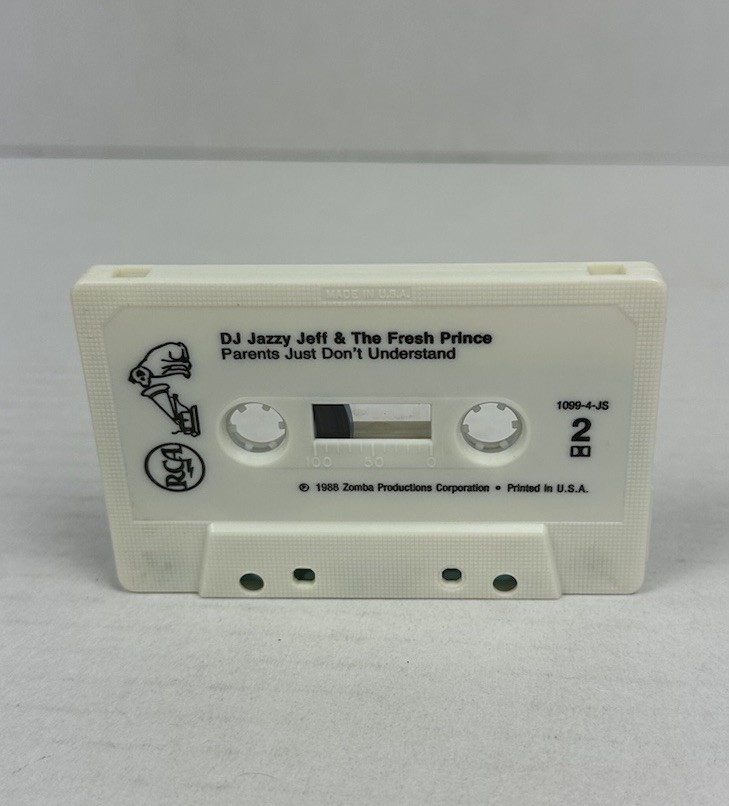 MADE IN U.S.A.
DJ Jazzy Jeff & The Fresh Prince
Parents Just Don't Understand
1099-4-JS
2
RCA
100 50 0
℗ 1988 Zomba Productions Corporation • Printed in U.S.A.